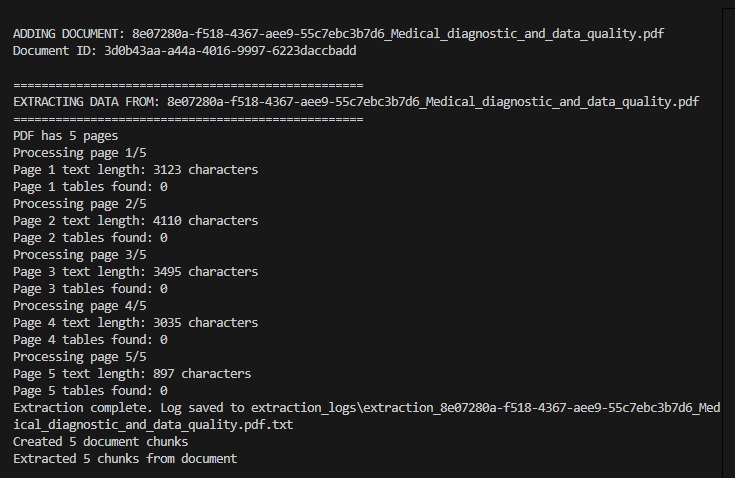 ADDING DOCUMENT: 8e07280a-f518-4367-aee9-55c7ebc3b7d6_Medical_diagnostic_and_data_quality.pdf
Document ID: 3d0b43aa-a44a-4016-9997-6223daccbadd
==================================================
EXTRACTING DATA FROM: 8e07280a-f518-4367-aee9-55c7ebc3b7d6_Medical_diagnostic_and_data_quality.pdf
==================================================
PDF has 5 pages
Processing page 1/5
Page 1 text length: 3123 characters
Page 1 tables found: 0
Processing page 2/5
Page 2 text length: 4110 characters
Page 2 tables found: 0
Processing page 3/5
Page 3 text length: 3495 characters
Page 3 tables found: 0
Processing page 4/5
Page 4 text length: 3035 characters
Page 4 tables found: 0
Processing page 5/5
Page 5 text length: 897 characters
Page 5 tables found: 0
Extraction complete. Log saved to extraction_logs\extraction_8e07280a-f518-4367-aee9-55c7ebc3b7d6_Med
ical_diagnostic_and_data_quality.pdf.txt
Created 5 document chunks
Extracted 5 chunks from document